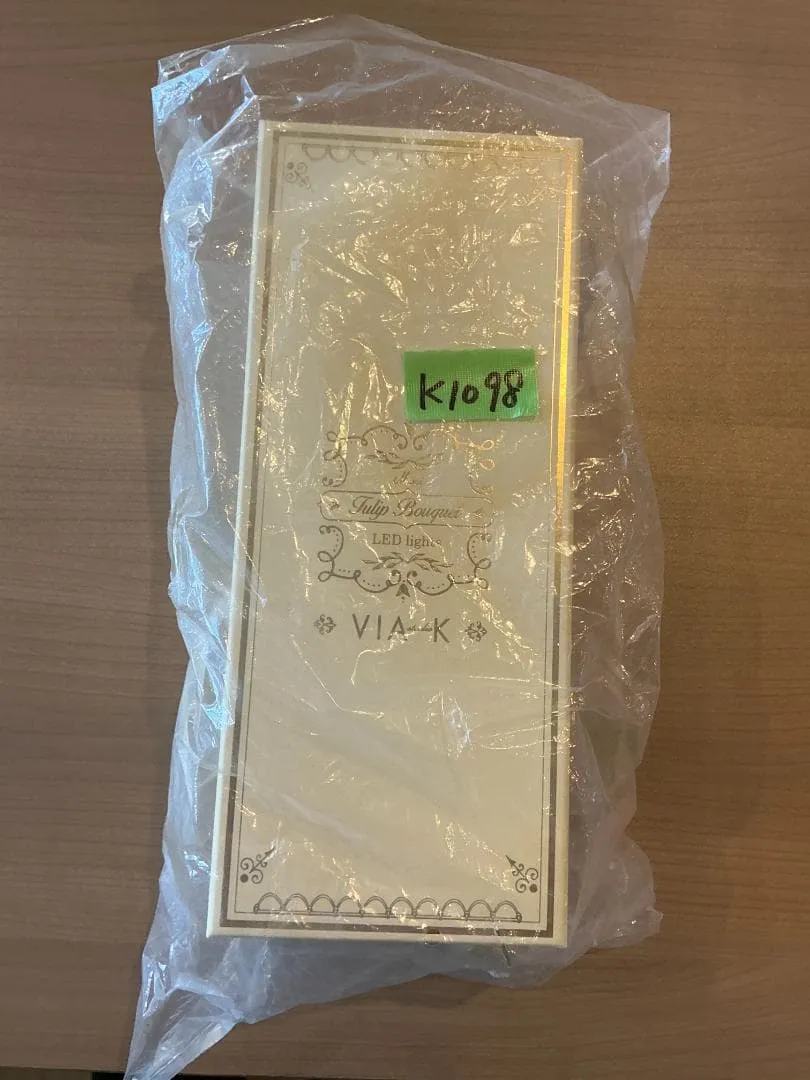 K1098
Tulip Bouquet
LED lights
VIA-K